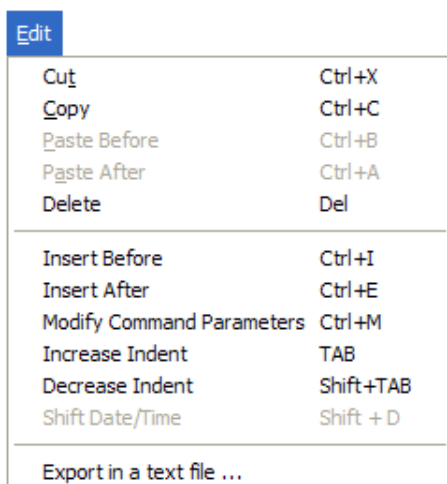 Edit
Cut Ctrl+X
Copy Ctrl+C
Paste Before Ctrl+B
Paste After Ctrl+A
Delete Del
Insert Before Ctrl+I
Insert After Ctrl+E
Modify Command Parameters Ctrl+M
Increase Indent TAB
Decrease Indent Shift+TAB
Shift Date/Time Shift + D
Export in a text file ...